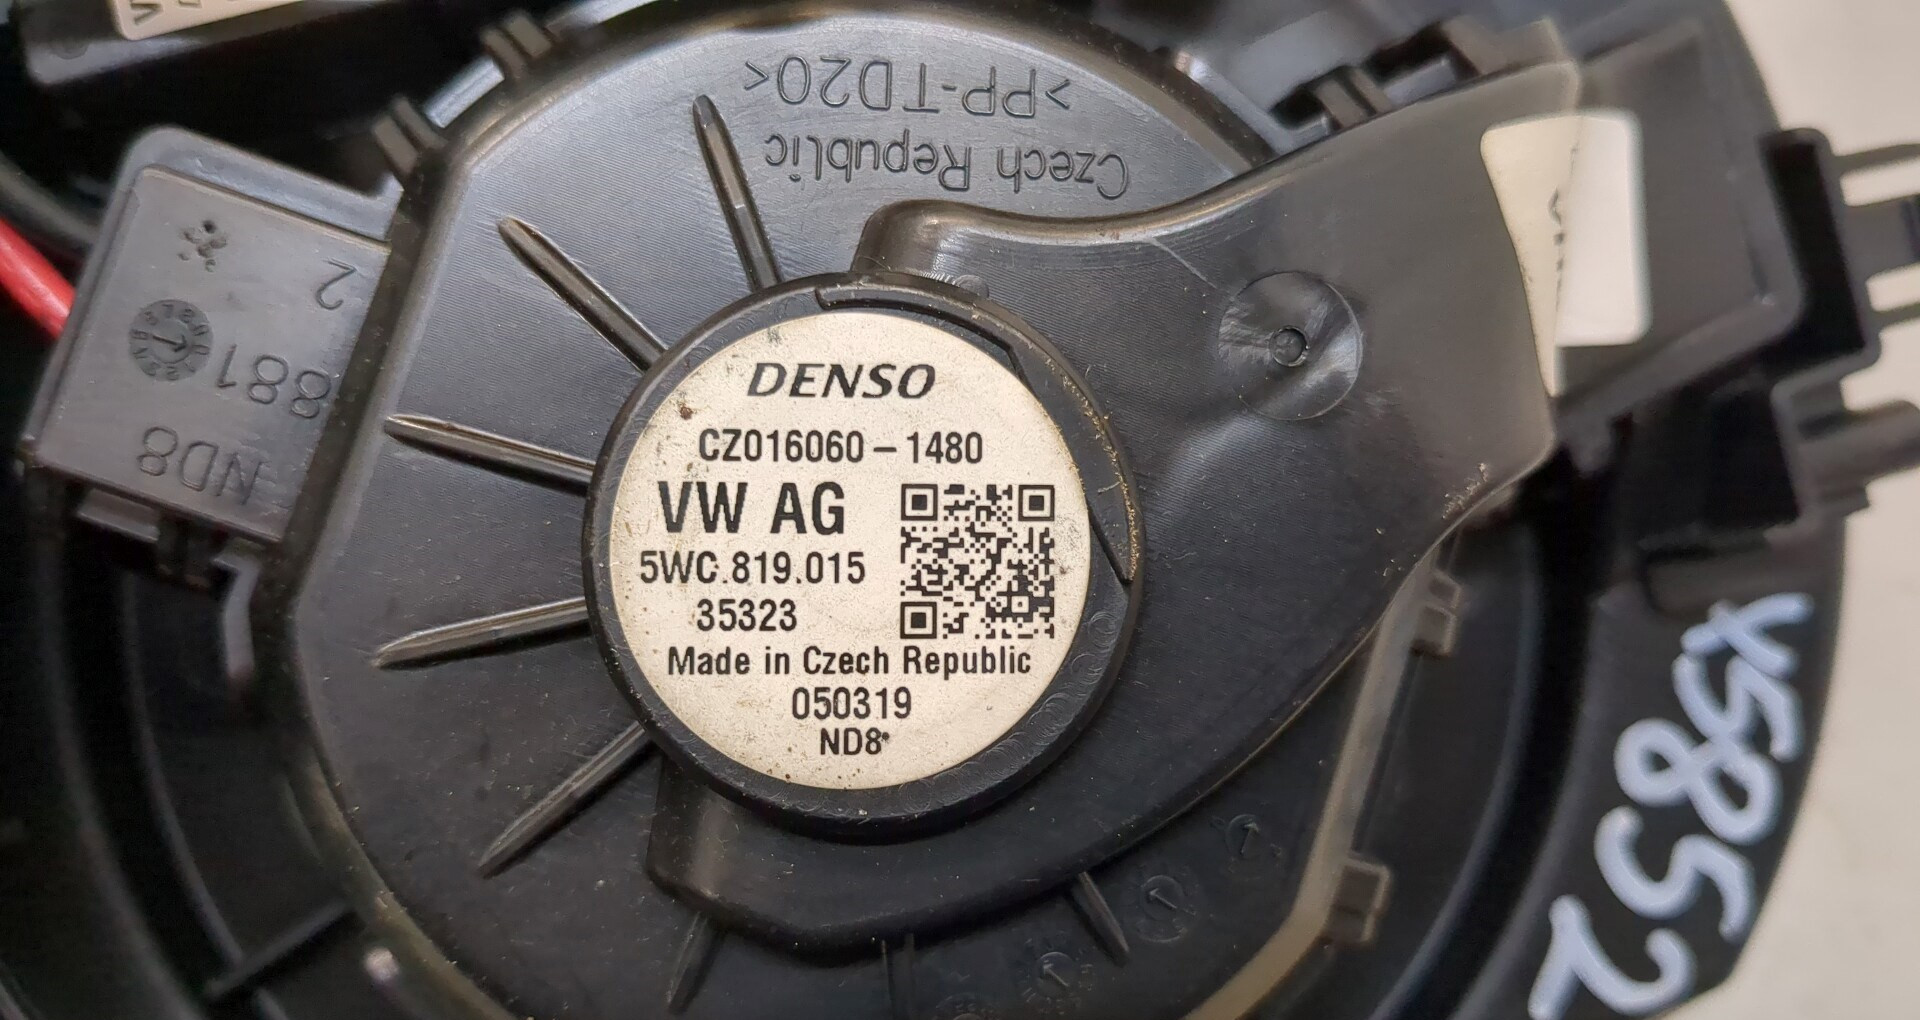 >PP-TD20<
Czech Republic
2
881
ND8
DENSO
CZ016060-1480
VW AG
5WC.819.015
35323
Made in Czech Republic
050319
ND8*
X5852